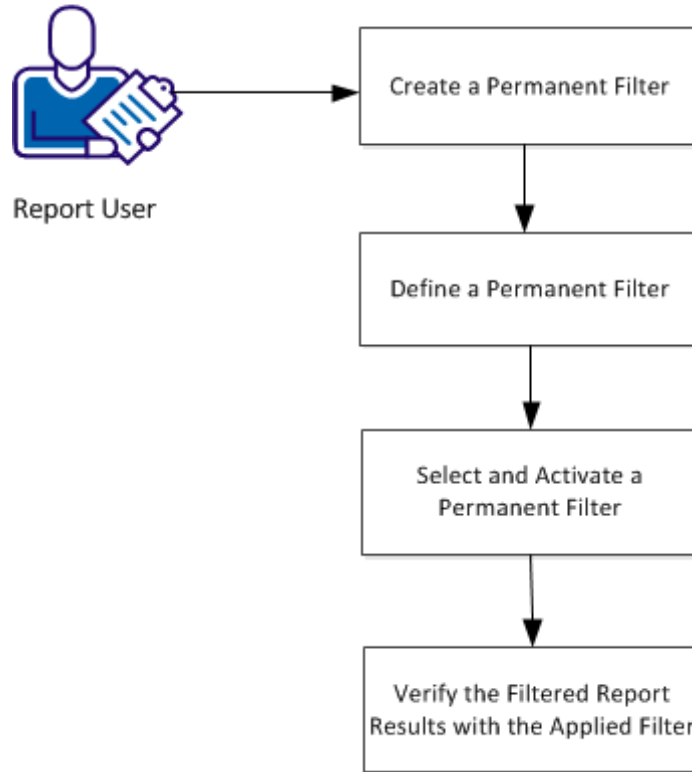 Create a Permanent Filter
Report User
Define a Permanent Filter
Select and Activate a
Permanent Filter
Verify the Filtered Report
Results with the Applied Filter